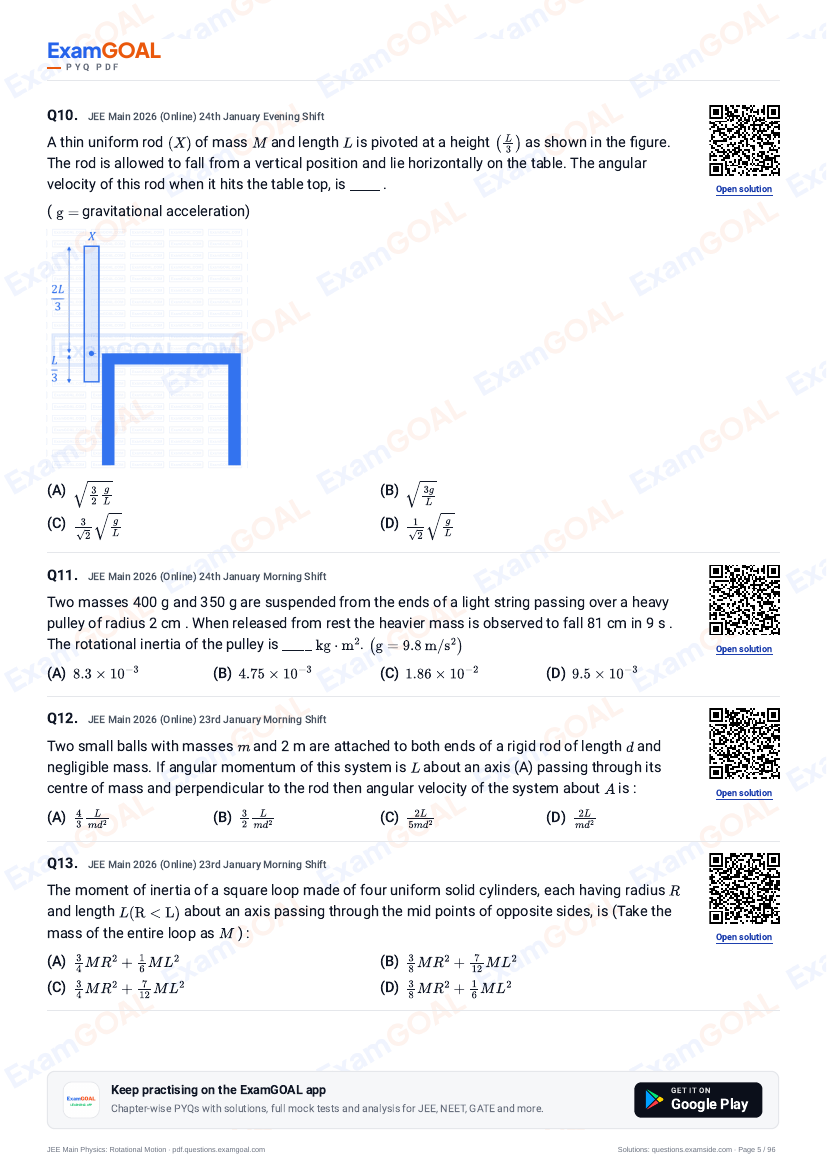 ExamGOAL
PYQ PDF
Q10. JEE Main 2026 (Online) 24th January Evening Shift
A thin uniform rod (X) of mass M and length L is pivoted at a height (L/3) as shown in the figure.
The rod is allowed to fall from a vertical position and lie horizontally on the table. The angular
velocity of this rod when it hits the table top, is ____ .
( g = gravitational acceleration)
Open solution
X
2L/3
L/3
EXAMGOAL.COM
(A) √(3/2 g/L) (B) √(3g/L)
(C) 3/√2 √(g/L) (D) 1/√2 √(g/L)
Q11. JEE Main 2026 (Online) 24th January Morning Shift
Two masses 400 g and 350 g are suspended from the ends of a light string passing over a heavy
pulley of radius 2 cm . When released from rest the heavier mass is observed to fall 81 cm in 9 s .
The rotational inertia of the pulley is ____ kg · m². (g = 9.8 m/s²)
Open solution
(A) 8.3 × 10⁻³ (B) 4.75 × 10⁻³ (C) 1.86 × 10⁻² (D) 9.5 × 10⁻³
Q12. JEE Main 2026 (Online) 23rd January Morning Shift
Two small balls with masses m and 2 m are attached to both ends of a rigid rod of length d and
negligible mass. If angular momentum of this system is L about an axis (A) passing through its
centre of mass and perpendicular to the rod then angular velocity of the system about A is :
Open solution
(A) 4/3 L/md² (B) 3/2 L/md² (C) 2L/5md² (D) 2L/md²
Q13. JEE Main 2026 (Online) 23rd January Morning Shift
The moment of inertia of a square loop made of four uniform solid cylinders, each having radius R
and length L(R < L) about an axis passing through the mid points of opposite sides, is (Take the
mass of the entire loop as M ) :
Open solution
(A) 3/4 MR² + 1/6 ML² (B) 3/8 MR² + 7/12 ML²
(C) 3/4 MR² + 7/12 ML² (D) 3/8 MR² + 1/6 ML²
ExamGOAL
Keep practising on the ExamGOAL app
Chapter-wise PYQs with solutions, full mock tests and analysis for JEE, NEET, GATE and more.
GET IT ON
Google Play
JEE Main Physics: Rotational Motion · pdf.questions.examgoal.com
Solutions: questions.examside.com · Page 5 / 96